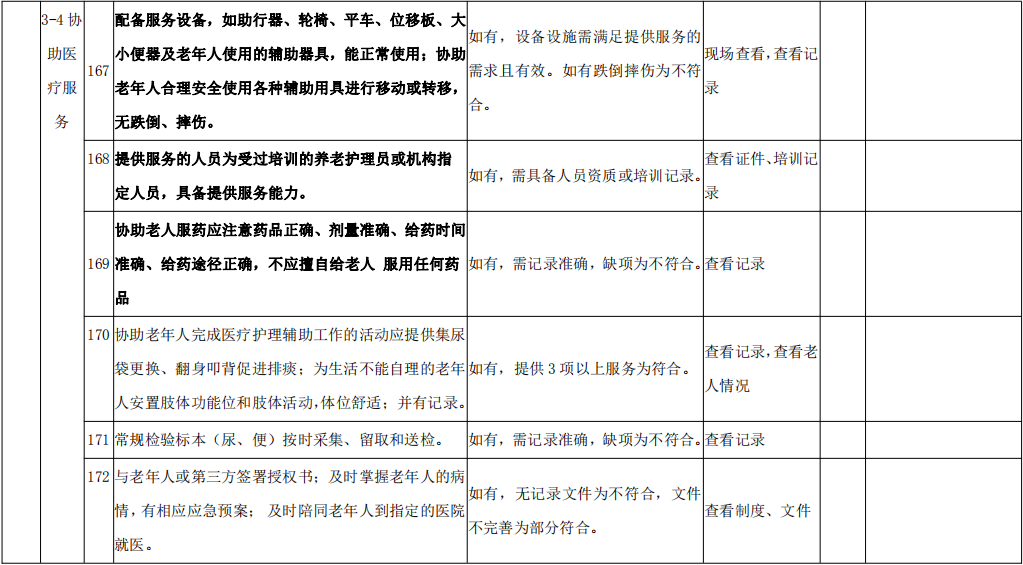 3-4 协
助医
疗服
务
167
配备服务设备，如助行器、轮椅、平车、位移板、大
小便器及老年人使用的辅助器具，能正常使用；协助
老年人合理安全使用各种辅助用具进行移动或转移，
无跌倒、摔伤。
如有，设备设施需满足提供服务的
需求且有效。如有跌倒摔伤为不符
合。
现场查看，查看记
录
168
提供服务的人员为受过培训的养老护理员或机构指
定人员，具备提供服务能力。
如有，需具备人员资质或培训记录。
查看证件、培训记
录
169
协助老人服药应注意药品正确、剂量准确、给药时间
准确、给药途径正确，不应擅自给老人 服用任何药
品
如有，需记录准确，缺项为不符合。
查看记录
170
协助老年人完成医疗护理辅助工作的活动应提供集尿
袋更换、翻身叩背促进排痰；为生活不能自理的老年
人安置肢体功能位和肢体活动，体位舒适；并有记录。
如有，提供 3 项以上服务为符合。
查看记录，查看老
人情况
171
常规检验标本（尿、便）按时采集、留取和送检。
如有，需记录准确，缺项为不符合。
查看记录
172
与老年人或第三方签署授权书；及时掌握老年人的病
情，有相应应急预案； 及时陪同老年人到指定的医院
就医。
如有，无记录文件为不符合，文件
不完善为部分符合。
查看制度、文件